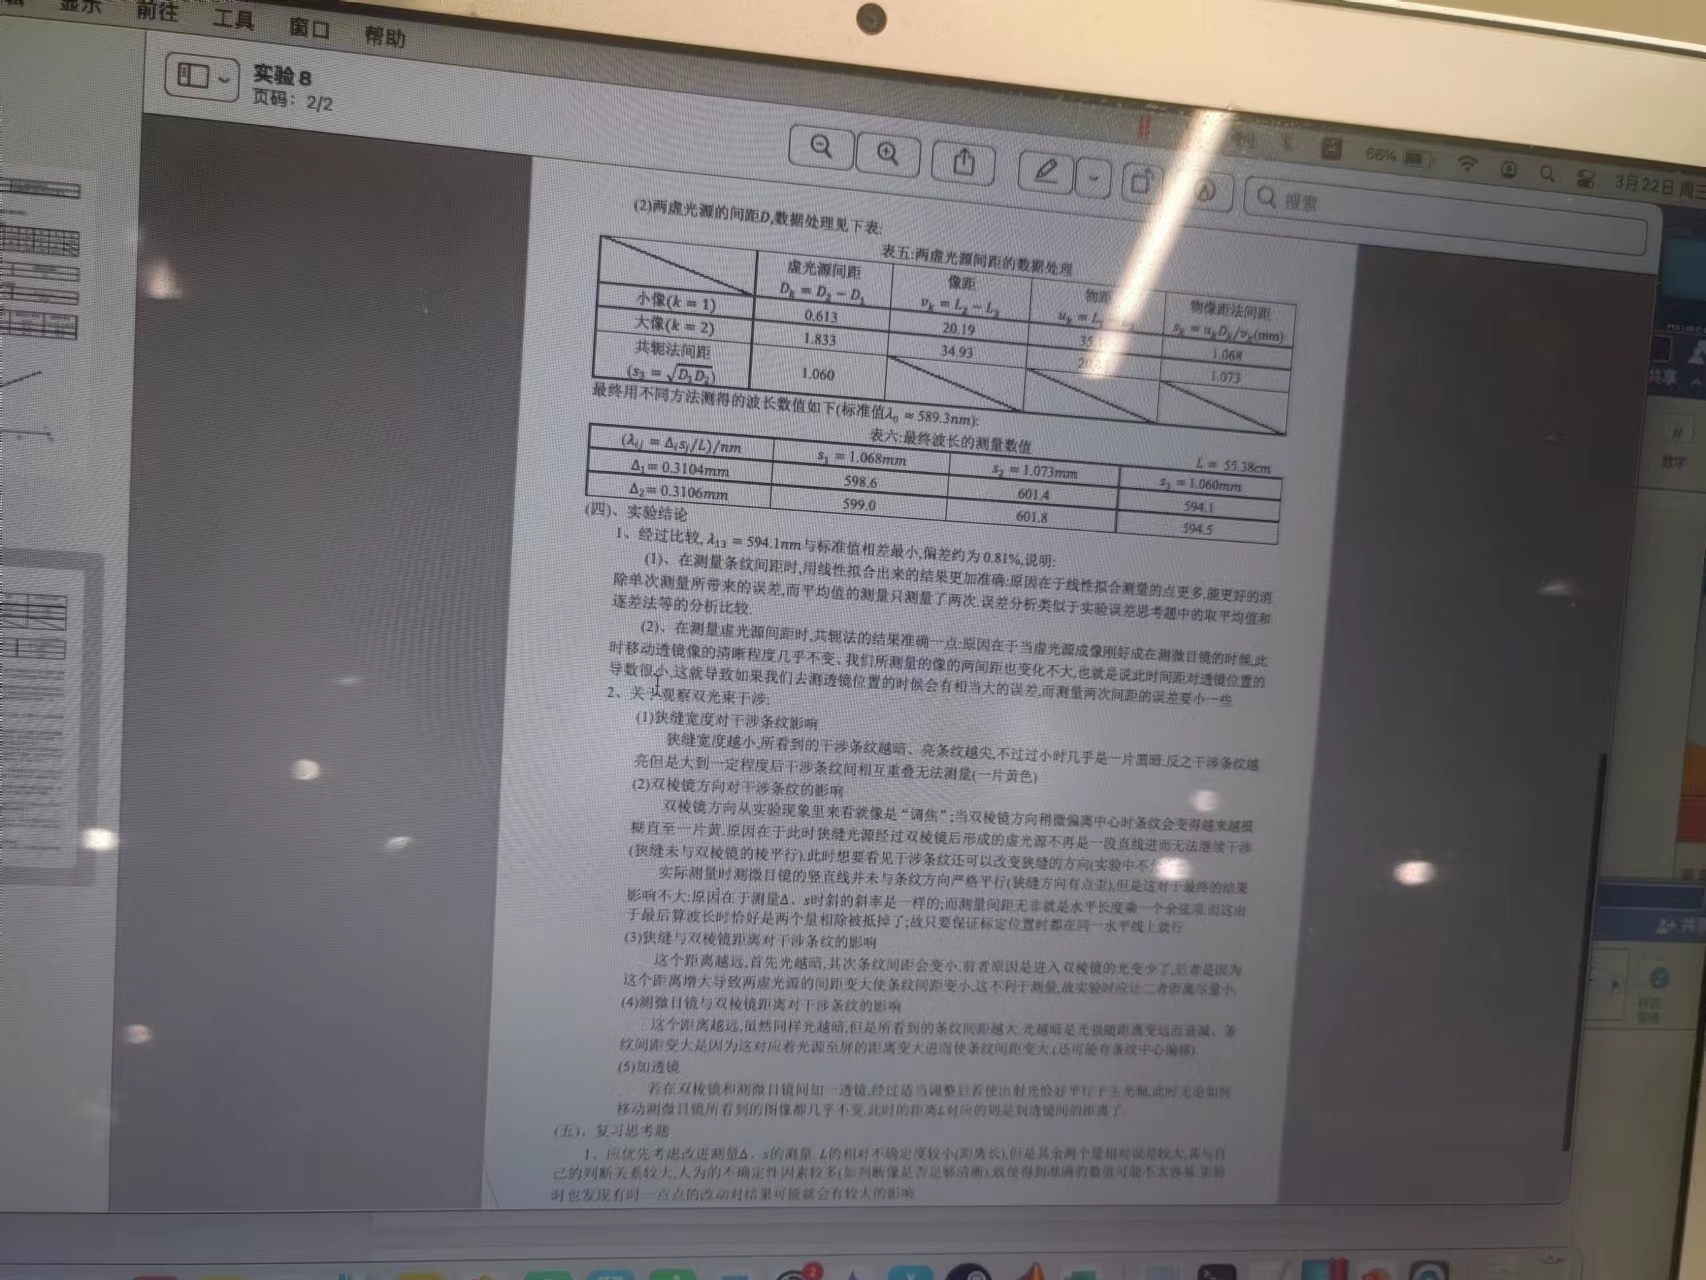 显示 前往 工具 窗口 帮助
实验 8
页码：2/2
66%
3月22日 周三
搜索
(2)两虚光源的间距D,数据处理见下表:
表五:两虚光源间距的数据处理
虚光源间距 Dk = D2 − D1 像距 vk = L2 − L3 物距 物像距法间距 sk = ukDk/vk(mm)
小像(k = 1) 0.613 20.19 1.068
大像(k = 2) 1.833 34.93 1.073
共轭法间距 (s3 = √D1D2) 1.060
最终用不同方法测得的波长数值如下(标准值λ0 ≈ 589.3nm):
表六:最终波长的测量数值
L = 55.38cm
(λij = Δisj/L)/nm s1 = 1.068mm s2 = 1.073mm s3 = 1.060mm
Δ1= 0.3104mm 598.6 601.4 594.1
Δ2= 0.3106mm 599.0 601.8 594.5
(四)、实验结论
1、经过比较, λ13 = 594.1nm与标准值相差最小,偏差约为 0.81%,说明:
(1)、在测量条纹间距时,用线性拟合出来的结果更加准确:原因在于线性拟合测量的点更多,能更好的消
除单次测量所带来的误差,而平均值的测量只测量了两次.误差分析类似于实验误差思考题中的取平均值和
逐差法等的分析比较.
(2)、在测量虚光源间距时,共轭法的结果准确一点:原因在于当虚光源成像刚好成在测微目镜的时候,此
时移动透镜像的清晰程度几乎不变、我们所测量的像的两间距也变化不大,也就是说此时间距对透镜位置的
导数很小,这就导致如果我们去测透镜位置的时候会有相当大的误差,而测量两次间距的误差要小一些.
2、关于观察双光束干涉:
(1)狭缝宽度对干涉条纹影响
狭缝宽度越小,所看到的干涉条纹越暗、亮条纹越尖,不过过小时几乎是一片黑暗.反之干涉条纹越
亮但是大到一定程度后干涉条纹间相互重叠无法测量(一片黄色)
(2)双棱镜方向对干涉条纹的影响
双棱镜方向从实验现象里来看就像是“调焦”;当双棱镜方向稍微偏离中心时条纹会变得越来越模
糊直至一片黄.原因在于此时狭缝光源经过双棱镜后形成的虚光源不再是一段直线进而无法继续干涉
(狭缝未与双棱镜的棱平行).此时想要看见干涉条纹还可以改变狭缝的方向(实验中不
实际测量时测微目镜的竖直线并未与条纹方向严格平行(狭缝方向有点歪),但是这对于最终的结果
影响不大:原因在于测量Δ、s时斜的斜率是一样的;而测量间距无非就是水平长度乘一个余弦项.而这由
于最后算波长时恰好是两个量相除被抵掉了;故只要保证标定位置时都在同一水平线上就行
(3)狭缝与双棱镜距离对干涉条纹的影响
这个距离越远,首先光越暗,其次条纹间距会变小.前者原因是进入双棱镜的光变少了,后者是因为
这个距离增大导致两虚光源的间距变大使条纹间距变小,这不利于测量,故实验时应让二者距离尽量小.
(4)测微目镜与双棱镜距离对干涉条纹的影响
这个距离越远,虽然同样光越暗,但是所看到的条纹间距越大.光越暗是光强随距离变远而衰减、条
纹间距变大是因为这对应着光源至屏的距离变大进而使条纹间距变大.(还可能有条纹中心偏移)
(5)加透镜
若在双棱镜和测微目镜间加一透镜,经过适当调整后若使出射光恰好平行于主光轴,此时无论如何
移动测微目镜所看到的图像都几乎不变.此时的距离L对应的则是到透镜间的距离了
(五)、复习思考题
1、应优先考虑改进测量Δ、s的测量. L的相对不确定度较小(距离长),但是其余两个量相对误差较大,其与自
己的判断关系较大,人为的不确定性因素较多(如判断像是否足够清晰),致使得到准确的数值可能不太容易.实验
时也发现有时一点点的改动对结果可能就会有较大的影响.